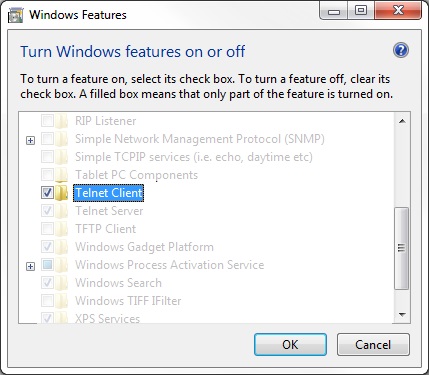 Windows Features
Turn Windows features on or off
To turn a feature on, select its check box. To turn a feature off, clear its
check box. A filled box means that only part of the feature is turned on.
RIP Listener
Simple Network Management Protocol (SNMP)
Simple TCPIP services (i.e. echo, daytime etc)
Tablet PC Components
Telnet Client
Telnet Server
TFTP Client
Windows Gadget Platform
Windows Process Activation Service
Windows Search
Windows TIFF IFilter
XPS Services
OK
Cancel